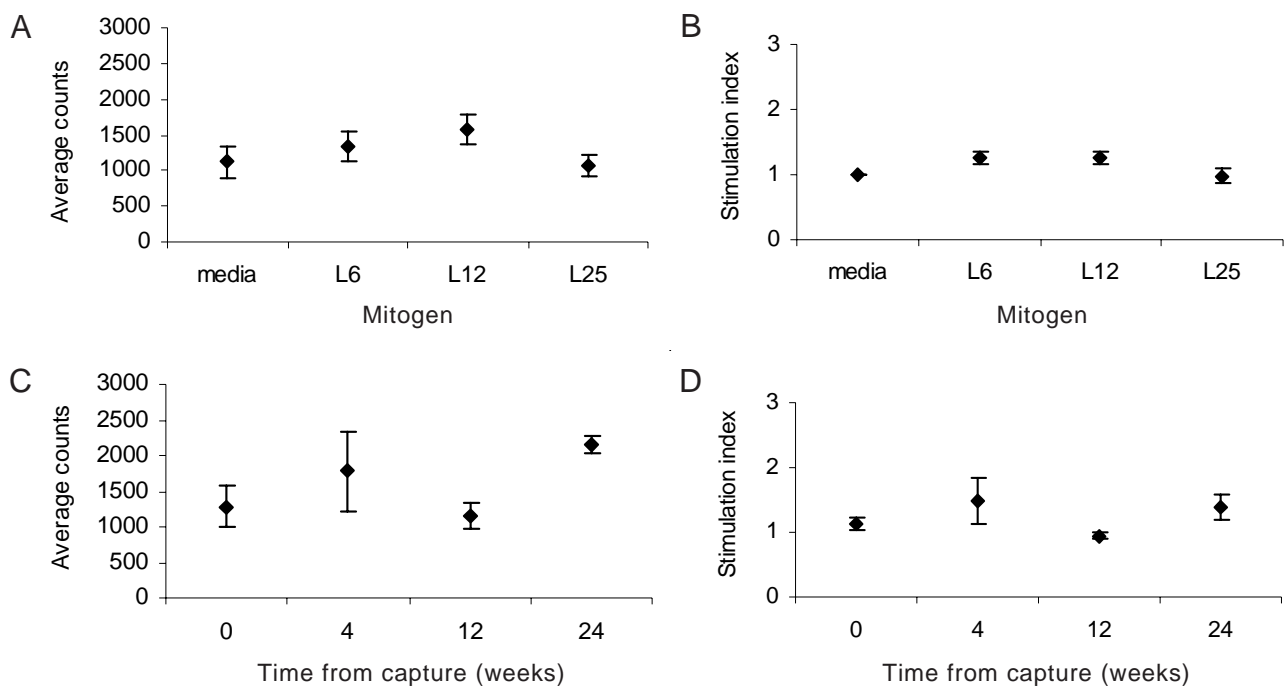 A
Average counts
3000
2500
2000
1500
1000
500
0
media L6 L12 L25
Mitogen
B
Stimulation index
3
2
1
0
media L6 L12 L25
Mitogen
C
Average counts
3000
2500
2000
1500
1000
500
0
0 4 12 24
Time from capture (weeks)
D
Stimulation index
3
2
1
0
0 4 12 24
Time from capture (weeks)